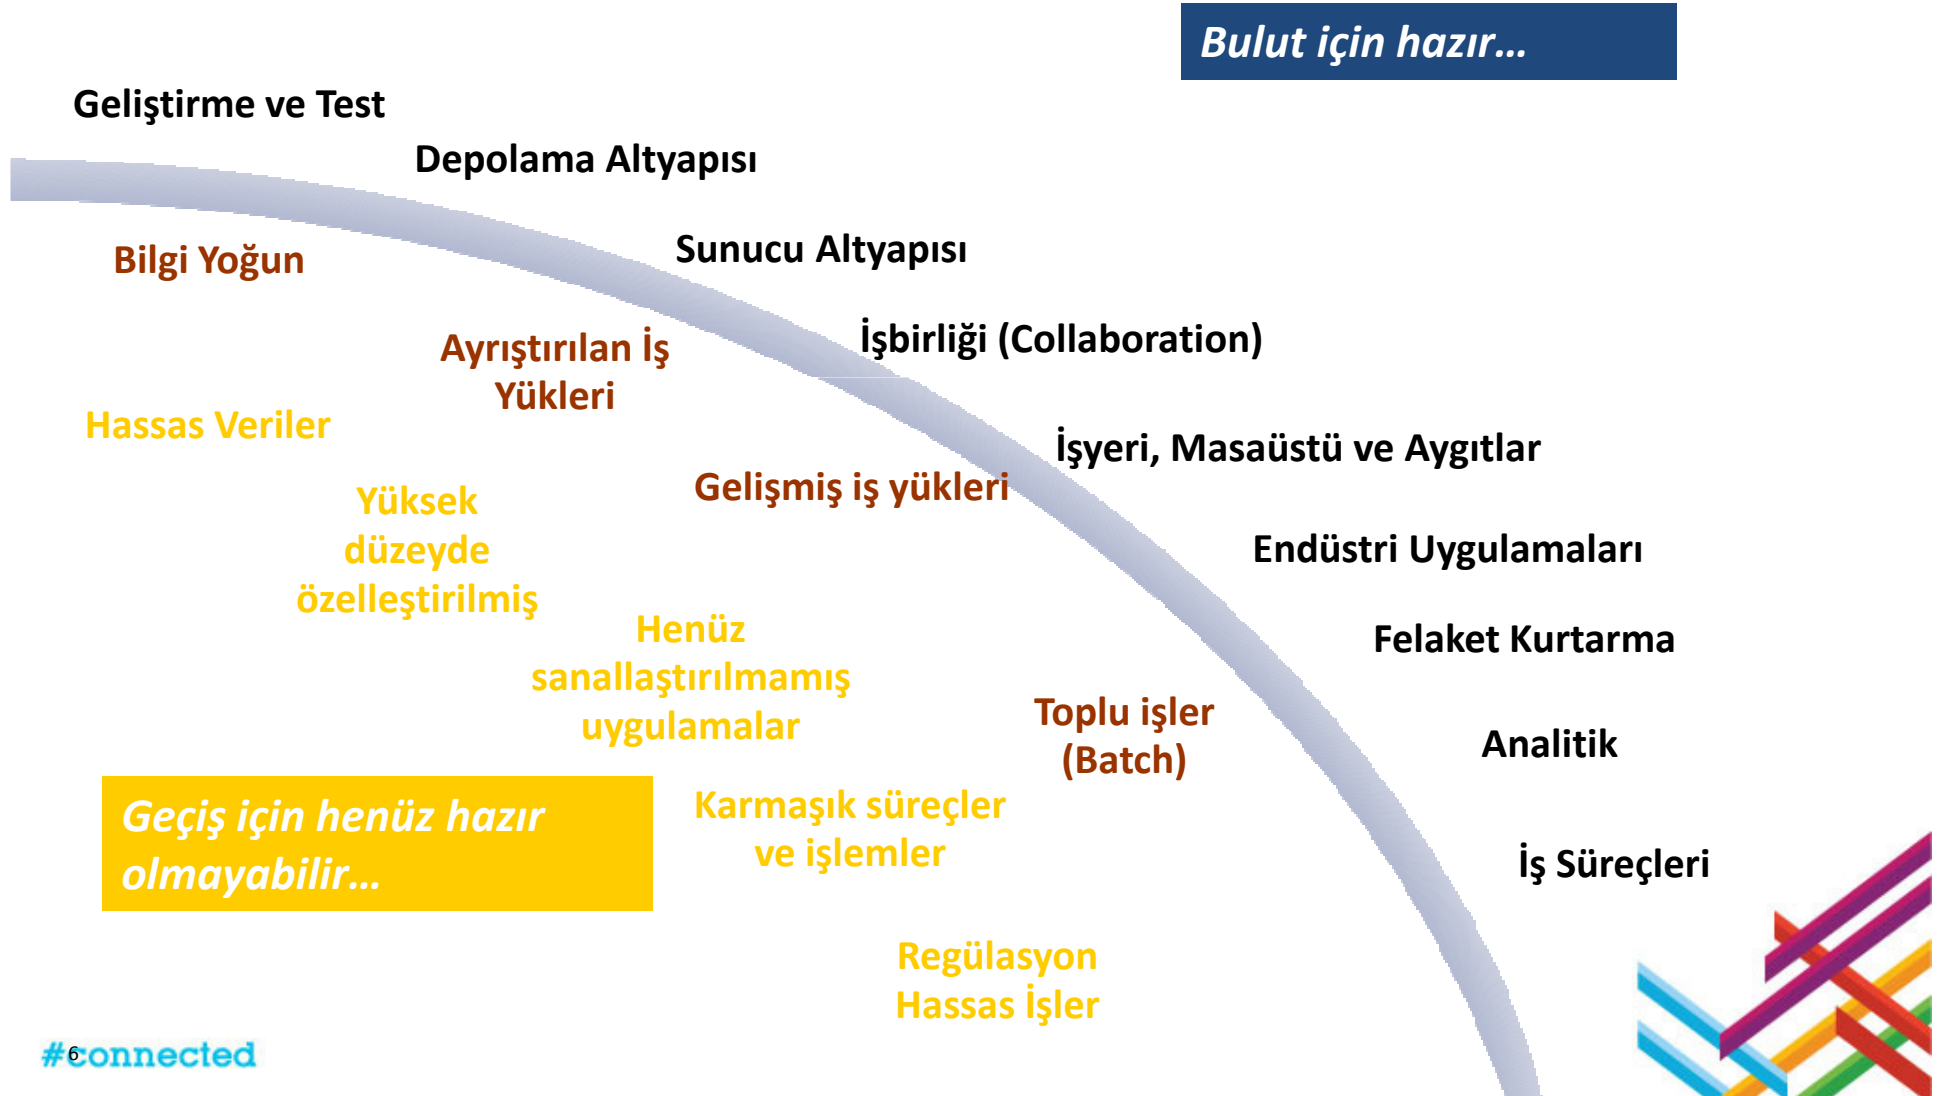 Bulut için hazır...
Geliştirme ve Test
Depolama Altyapısı
Sunucu Altyapısı
Bilgi Yoğun
İşbirliği (Collaboration)
Ayrıştırılan İş
Yükleri
Hassas Veriler
İşyeri, Masaüstü ve Aygıtlar
Gelişmiş iş yükleri
Yüksek
düzeyde
özelleştirilmiş
Endüstri Uygulamaları
Henüz
sanallaştırılmamış
uygulamalar
Felaket Kurtarma
Toplu işler
(Batch)
Analitik
Geçiş için henüz hazır
olmayabilir...
Karmaşık süreçler
ve işlemler
İş Süreçleri
Regülasyon
Hassas İşler
#connected
6